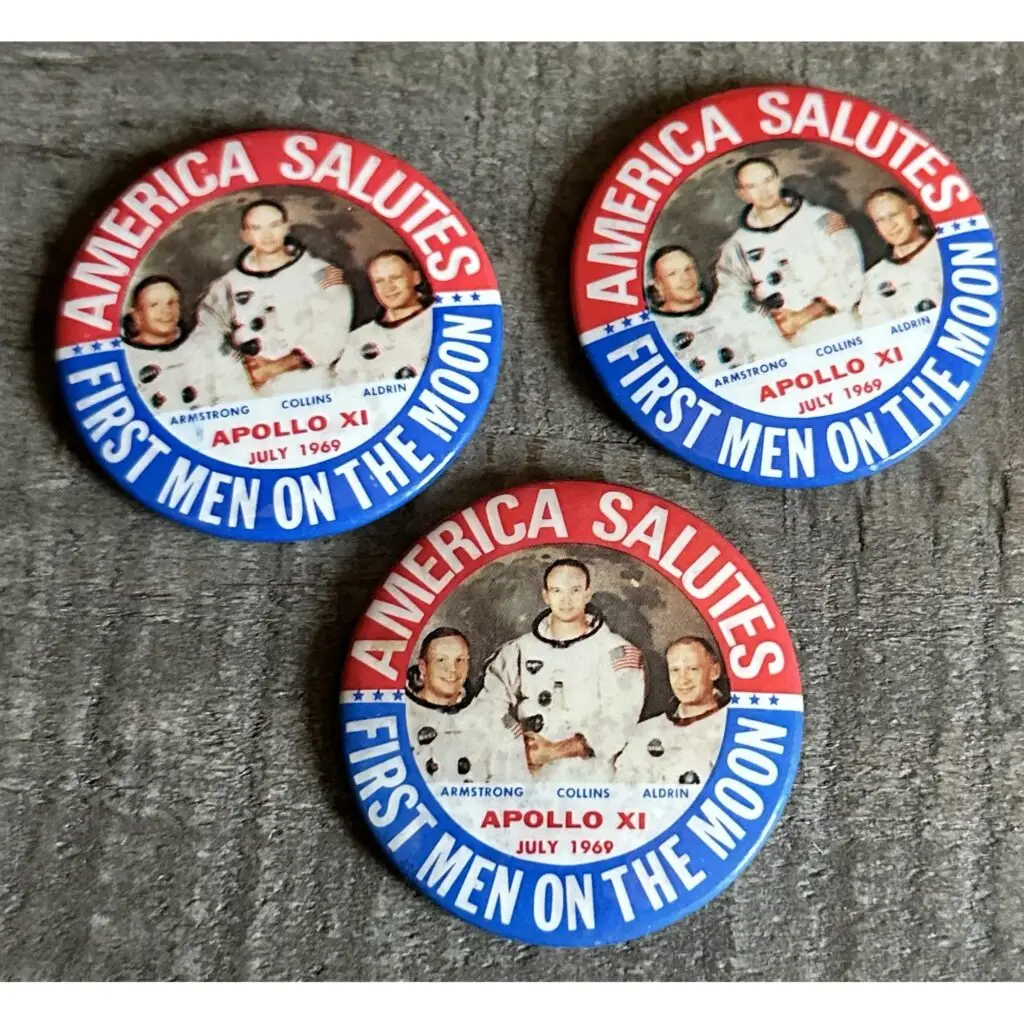 AMERICA SALUTES
ARMSTRONG COLLINS ALDRIN
APOLLO XI
JULY 1969
FIRST MEN ON THE MOON
AMERICA SALUTES
ARMSTRONG COLLINS ALDRIN
APOLLO XI
JULY 1969
FIRST MEN ON THE MOON
AMERICA SALUTES
ARMSTRONG COLLINS ALDRIN
APOLLO XI
JULY 1969
FIRST MEN ON THE MOON